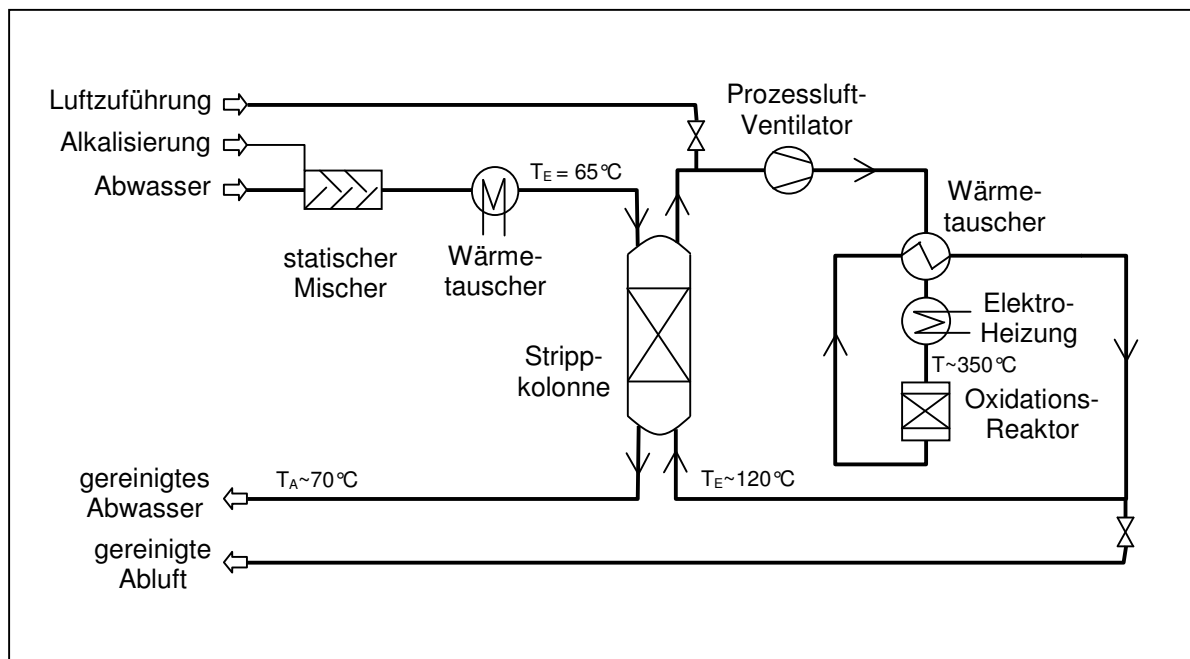 Luftzuführung
Alkalisierung
Abwasser
statischer
Mischer
Wärme-
tauscher
T_E = 65°C
Prozessluft-
Ventilator
Wärme-
tauscher
Elektro-
Heizung
T~350°C
Oxidations-
Reaktor
Stripp-
kolonne
gereinigtes
Abwasser
T_A~70°C
T_E~120°C
gereinigte
Abluft